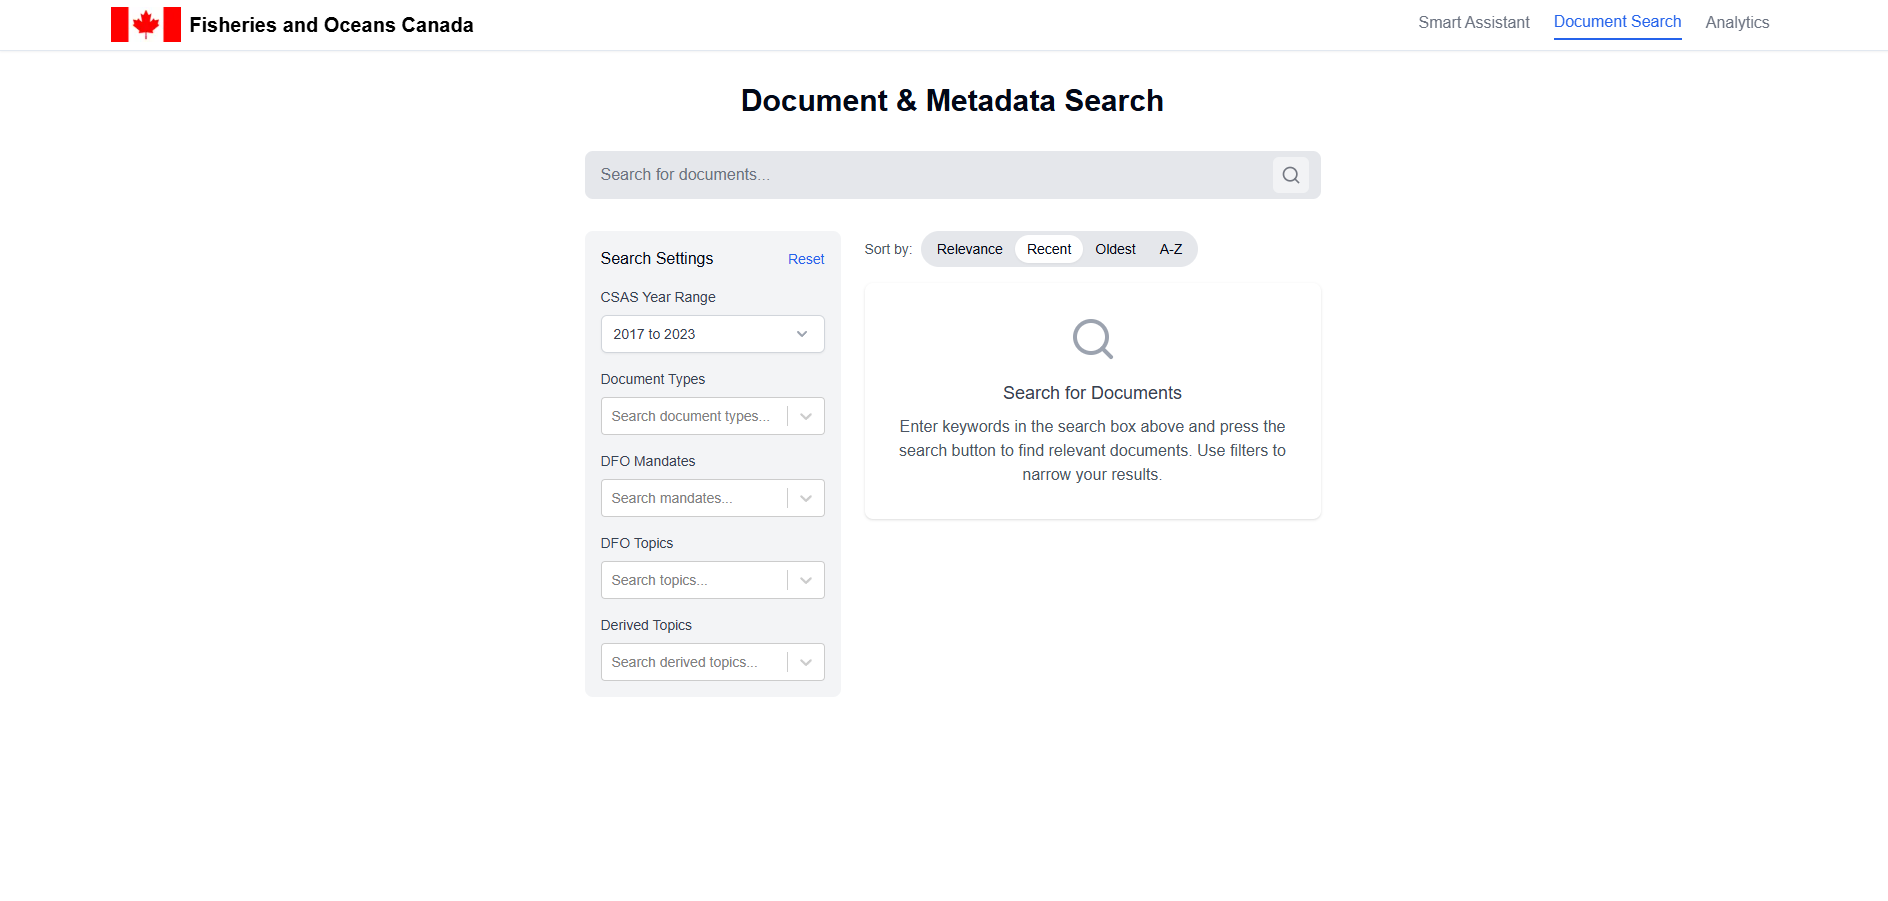 Fisheries and Oceans Canada
Smart Assistant
Document Search
Analytics
Document & Metadata Search
Search for documents...
Search Settings
Reset
CSAS Year Range
2017 to 2023
Document Types
Search document types...
DFO Mandates
Search mandates...
DFO Topics
Search topics...
Derived Topics
Search derived topics...
Sort by:
Relevance
Recent
Oldest
A-Z
Search for Documents
Enter keywords in the search box above and press the
search button to find relevant documents. Use filters to
narrow your results.